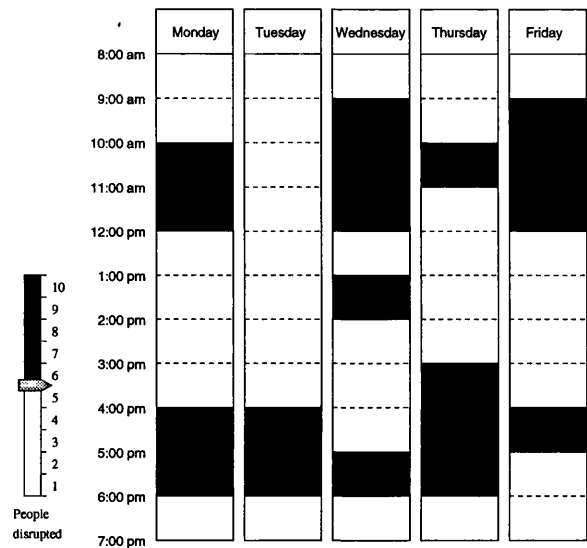 Monday Tuesday Wednesday Thursday Friday
8:00 am
9:00 am
10:00 am
11:00 am
12:00 pm
1:00 pm
2:00 pm
3:00 pm
4:00 pm
5:00 pm
6:00 pm
7:00 pm
10
9
8
7
6
5
4
3
2
1
People
disrupted